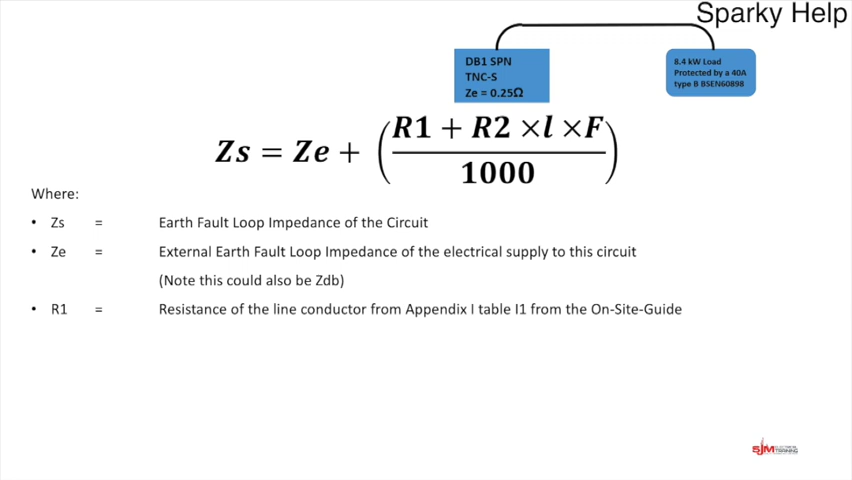 Sparky Help
DB1 SPN
TNC-S
Ze = 0.25Ω
8.4 kW Load
Protected by a 40A
type B BSEN60898
Zs = Ze + (R1 + R2 ×l ×F / 1000)
Where:
• Zs = Earth Fault Loop Impedance of the Circuit
• Ze = External Earth Fault Loop Impedance of the electrical supply to this circuit
(Note this could also be Zdb)
• R1 = Resistance of the line conductor from Appendix I table I1 from the On-Site-Guide
SJM
TRAINING